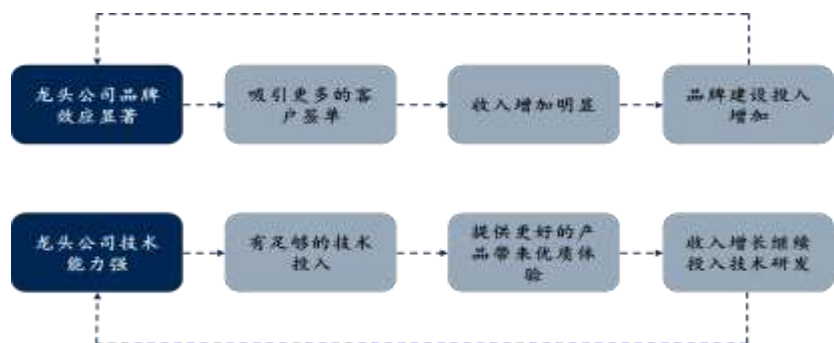 龙头公司品牌
效应显著
吸引更多的客
户签单
收入增加明显
品牌建设投入
增加
龙头公司技术
能力强
有足够的技术
投入
提供更好的产
品带来优质体
验
收入增长继续
投入技术研发